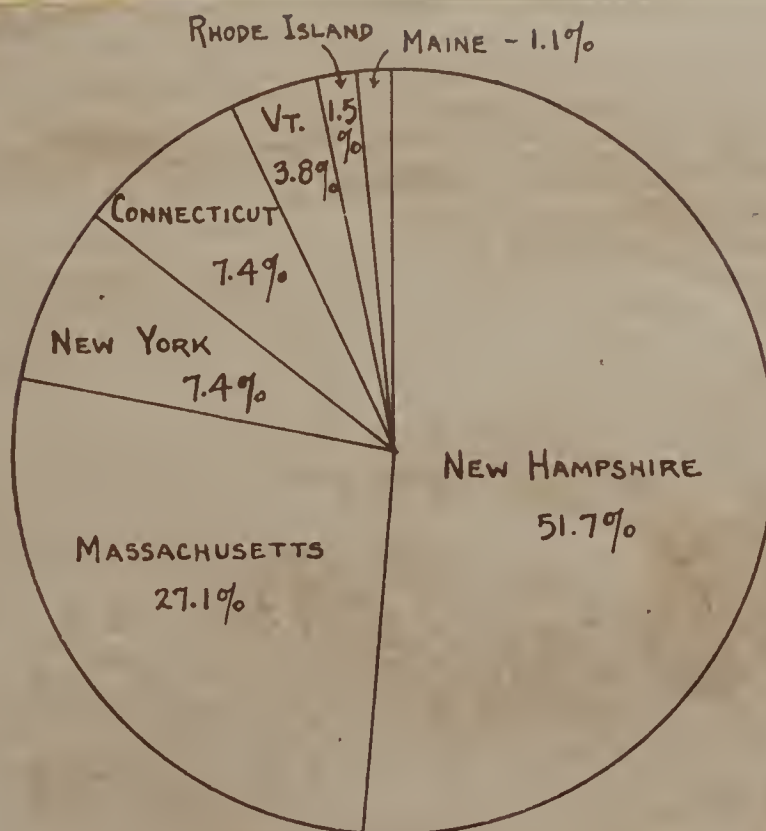 RHODE ISLAND
MAINE - 1.1%
VT.
3.8%
1.5
%
CONNECTICUT
7.4%
NEW YORK
7.4%
NEW HAMPSHIRE
51.7%
MASSACHUSETTS
27.1%